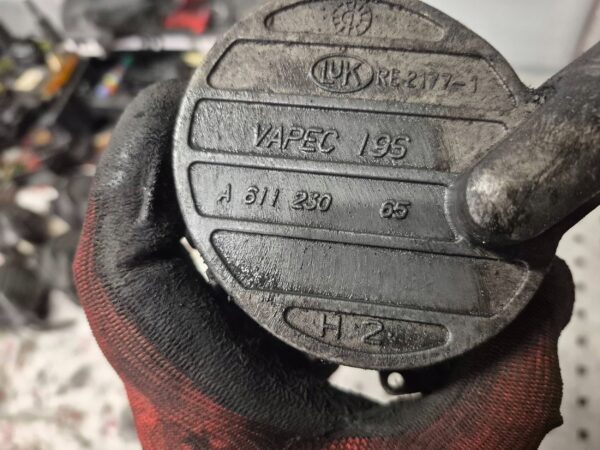 LUK RE-2177-1
VAPEC 195
A 611 230 65
H 2